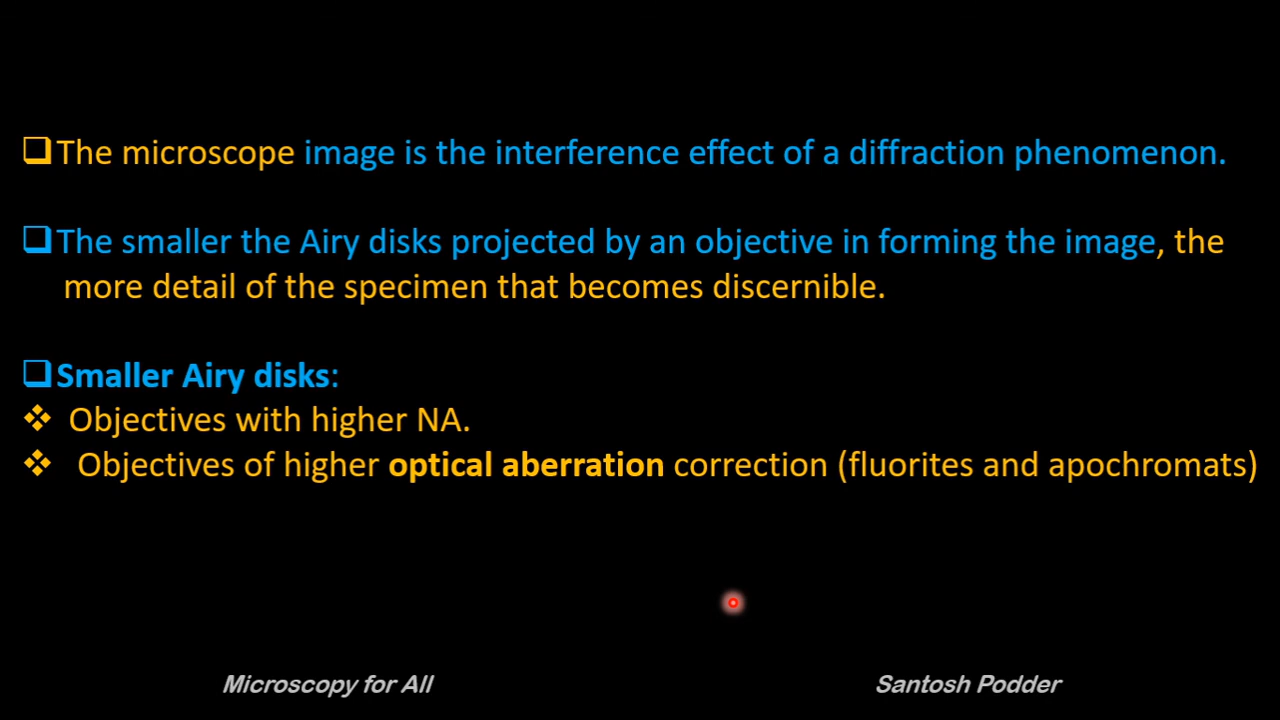 The microscope image is the interference effect of a diffraction phenomenon.
The smaller the Airy disks projected by an objective in forming the image, the
more detail of the specimen that becomes discernible.
Smaller Airy disks:
Objectives with higher NA.
Objectives of higher optical aberration correction (fluorites and apochromats)
Microscopy for All
Santosh Podder